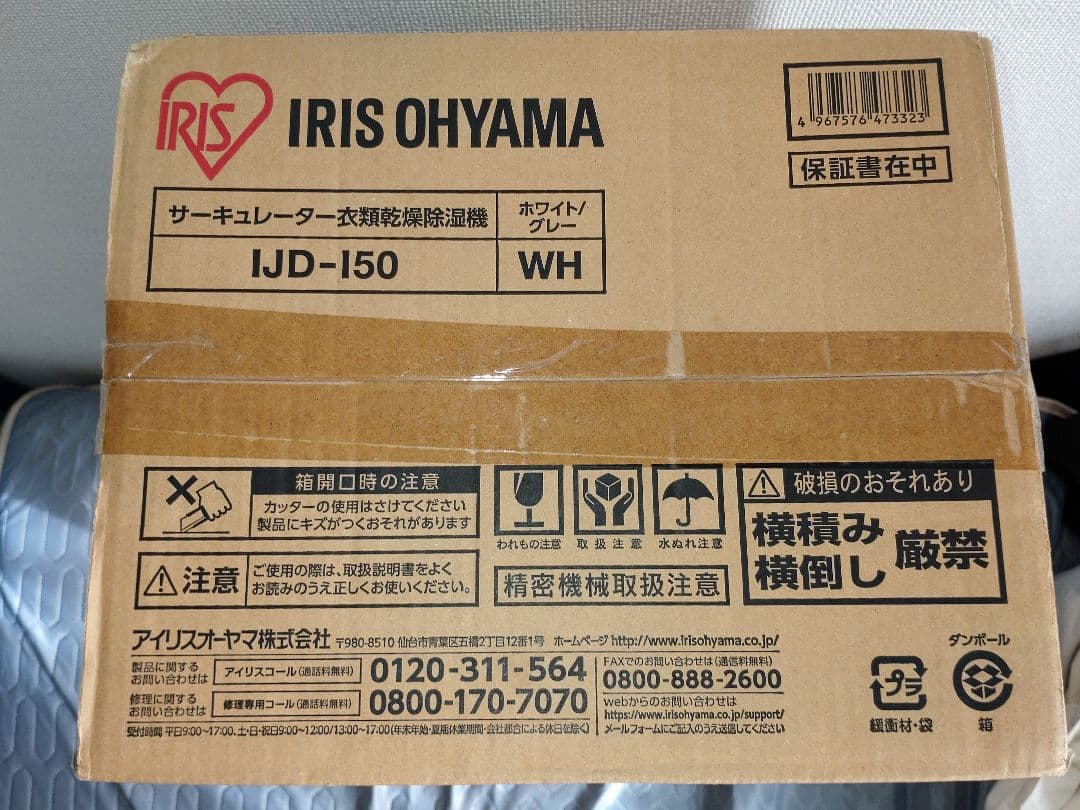 IRIS
IRIS OHYAMA
4 967576 473323
保証書在中
サーキュレーター衣類乾燥除湿機
ホワイト/
グレー
IJD-I50
WH
箱開口時の注意
カッターの使用はさけてください
製品にキズがつくおそれがあります
われもの注意
取扱注意
水ぬれ注意
破損のおそれあり
横積み
横倒し
厳禁
注意
ご使用の際は、取扱説明書をよく
お読みのうえ正しくお使いください。
精密機械取扱注意
アイリスオーヤマ株式会社 〒980-8510 仙台市青葉区五橋2丁目12番1号 ホームページ http://www.irisohyama.co.jp/
製品に関する
お問い合わせは
アイリスコール(通話料無料)
0120-311-564
修理に関する
お問い合わせは
修理専用コール(通話料無料)
0800-170-7070
受付時間 平日9:00~17:00、土・日・祝日9:00~12:00/13:00~17:00(年末年始・夏期休業期間・会社都合による休日を除く)
FAXでのお問い合わせは(通信料無料)
0800-888-2600
webからのお問い合わせは
https://www.irisohyama.co.jp/support/
メールフォームにご記入のうえ送信してください
プラ
緩衝材・袋
ダンボール
箱